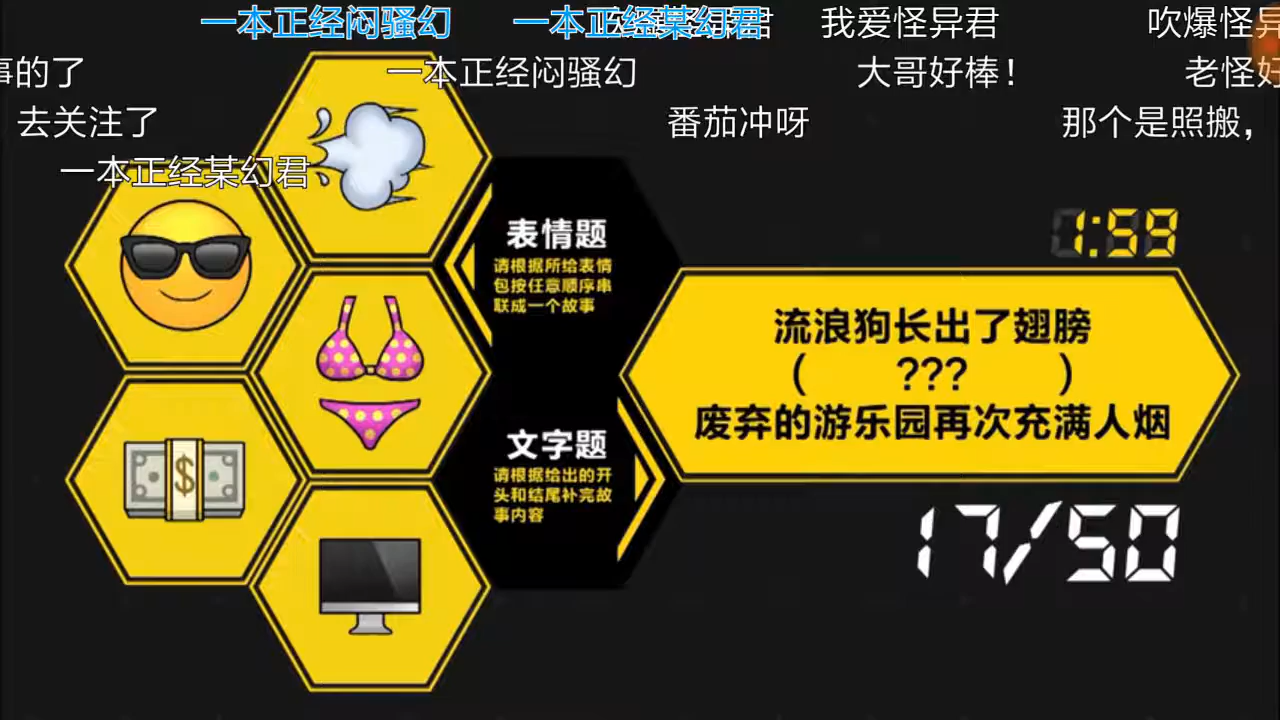 一本正经闷骚幻
一本正经某幻君
我爱怪异君
吹爆怪异
事的了
一本正经闷骚幻
大哥好棒！
老怪好
去关注了
番茄冲呀
那个是照搬，
一本正经某幻君
表情题
请根据所给表情
包按任意顺序串
联成一个故事
1:59
流浪狗长出了翅膀
( ??? )
废弃的游乐园再次充满人烟
文字题
请根据给出的开
头和结尾补完故
事内容
17/50